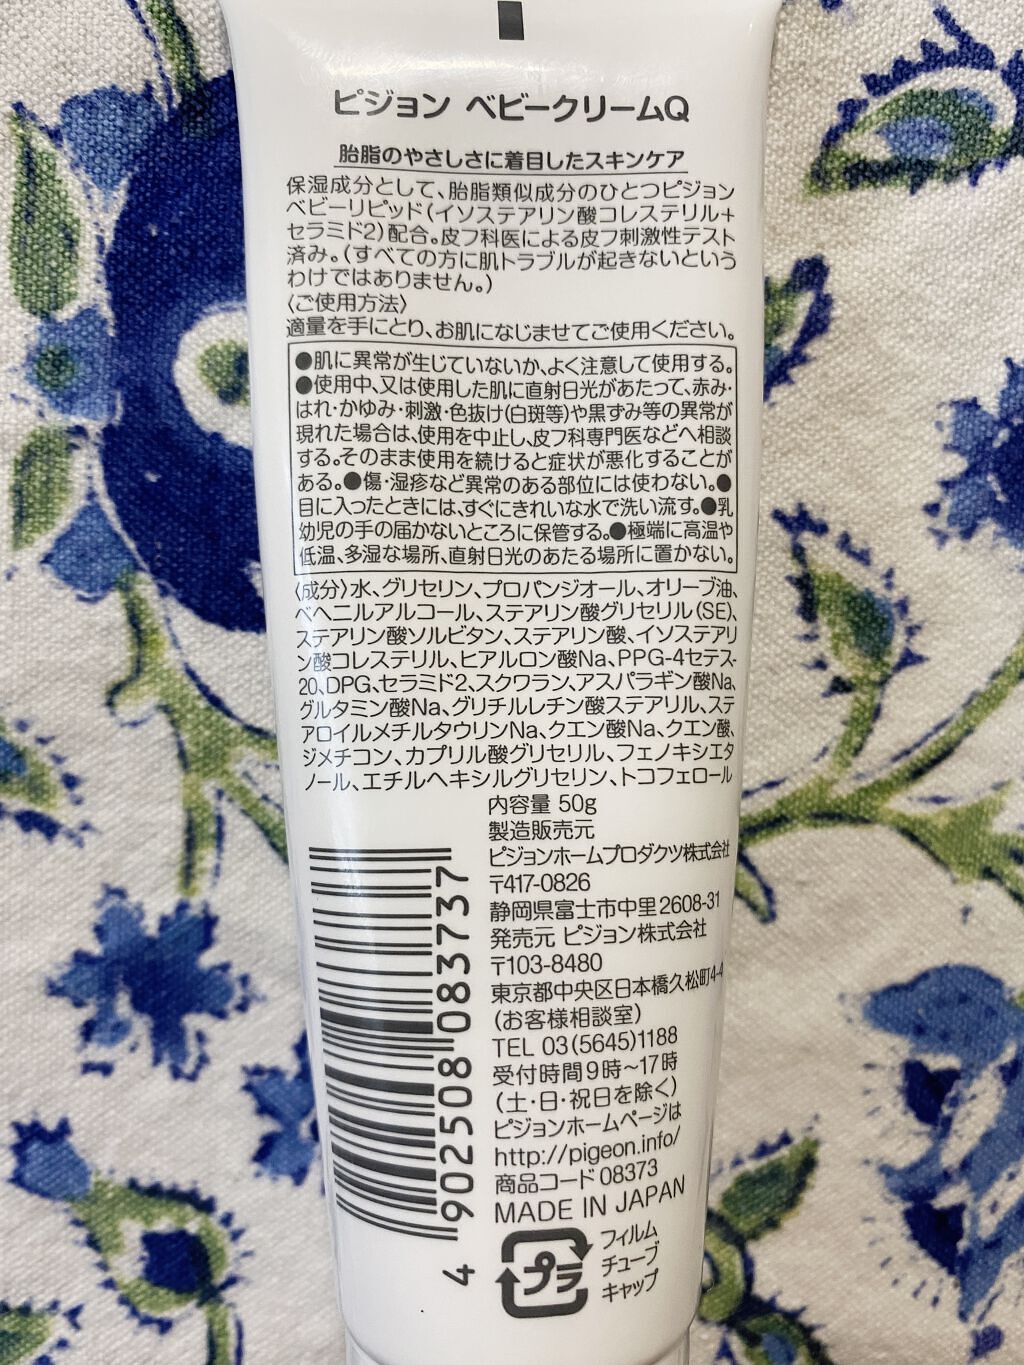 ピジョン ベビークリームQ
胎脂のやさしさに着目したスキンケア
保湿成分として、胎脂類似成分のひとつピジョン
ベビーリピッド(イソステアリン酸コレステリル+
セラミド2)配合。皮フ科医による皮フ刺激性テスト
済み。(すべての方に肌トラブルが起きないという
わけではありません。)
〈ご使用方法〉
適量を手にとり、お肌になじませてご使用ください。
●肌に異常が生じていないか、よく注意して使用する。
●使用中、又は使用した肌に直射日光があたって、赤み・
はれ・かゆみ・刺激・色抜け(白斑等)や黒ずみ等の異常が
現れた場合は、使用を中止し、皮フ科専門医などへ相談
する。そのまま使用を続けると症状が悪化することが
ある。●傷・湿疹など異常のある部位には使わない。●
目に入ったときには、すぐにきれいな水で洗い流す。●乳
幼児の手の届かないところに保管する。●極端に高温や
低温、多湿な場所、直射日光のあたる場所に置かない。
〈成分〉水、グリセリン、プロパンジオール、オリーブ油、
ベヘニルアルコール、ステアリン酸グリセリル(SE)、
ステアリン酸ソルビタン、ステアリン酸、イソステアリ
ン酸コレステリル、ヒアルロン酸Na、PPG-4セテス-
20、DPG、セラミド2、スクワラン、アスパラギン酸Na、
グルタミン酸Na、グリチルレチン酸ステアリル、ステ
アロイルメチルタウリンNa、クエン酸Na、クエン酸、
ジメチコン、カプリル酸グリセリル、フェノキシエタ
ノール、エチルヘキシルグリセリン、トコフェロール
内容量 50g
製造販売元
ピジョンホームプロダクツ株式会社
〒417-0826
静岡県富士市中里2608-31
発売元 ピジョン株式会社
〒103-8480
東京都中央区日本橋久松町4-4
(お客様相談室)
TEL 03(5645)1188
受付時間9時~17時
(土・日・祝日を除く)
ピジョンホームページは
http://pigeon.info/
商品コード 08373
MADE IN JAPAN
4 902508 083737
プラ
フィルム
チューブ
キャップ